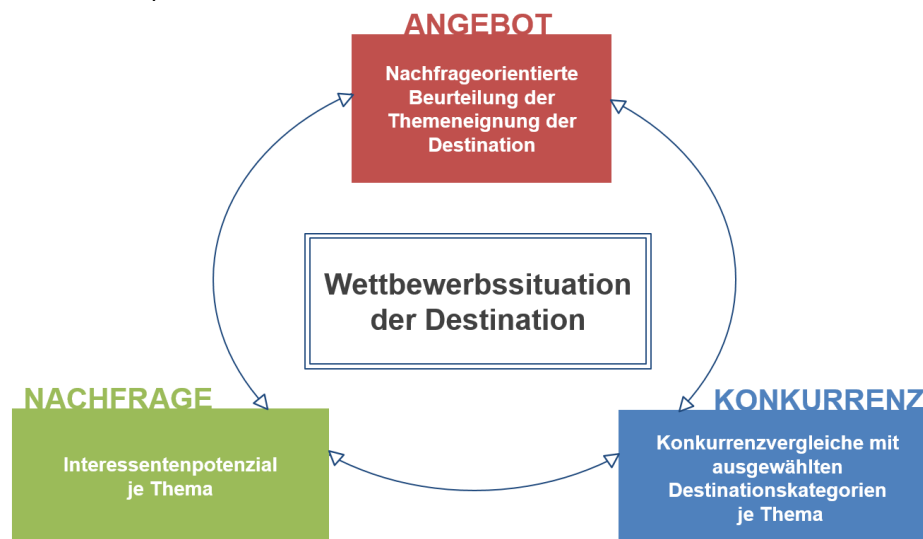 ANGEBOT
Nachfrageorientierte
Beurteilung der
Themeneignung der
Destination
Wettbewerbssituation
der Destination
NACHFRAGE
Interessentenpotenzial
je Thema
KONKURRENZ
Konkurrenzvergleiche mit
ausgewählten
Destinationskategorien
je Thema